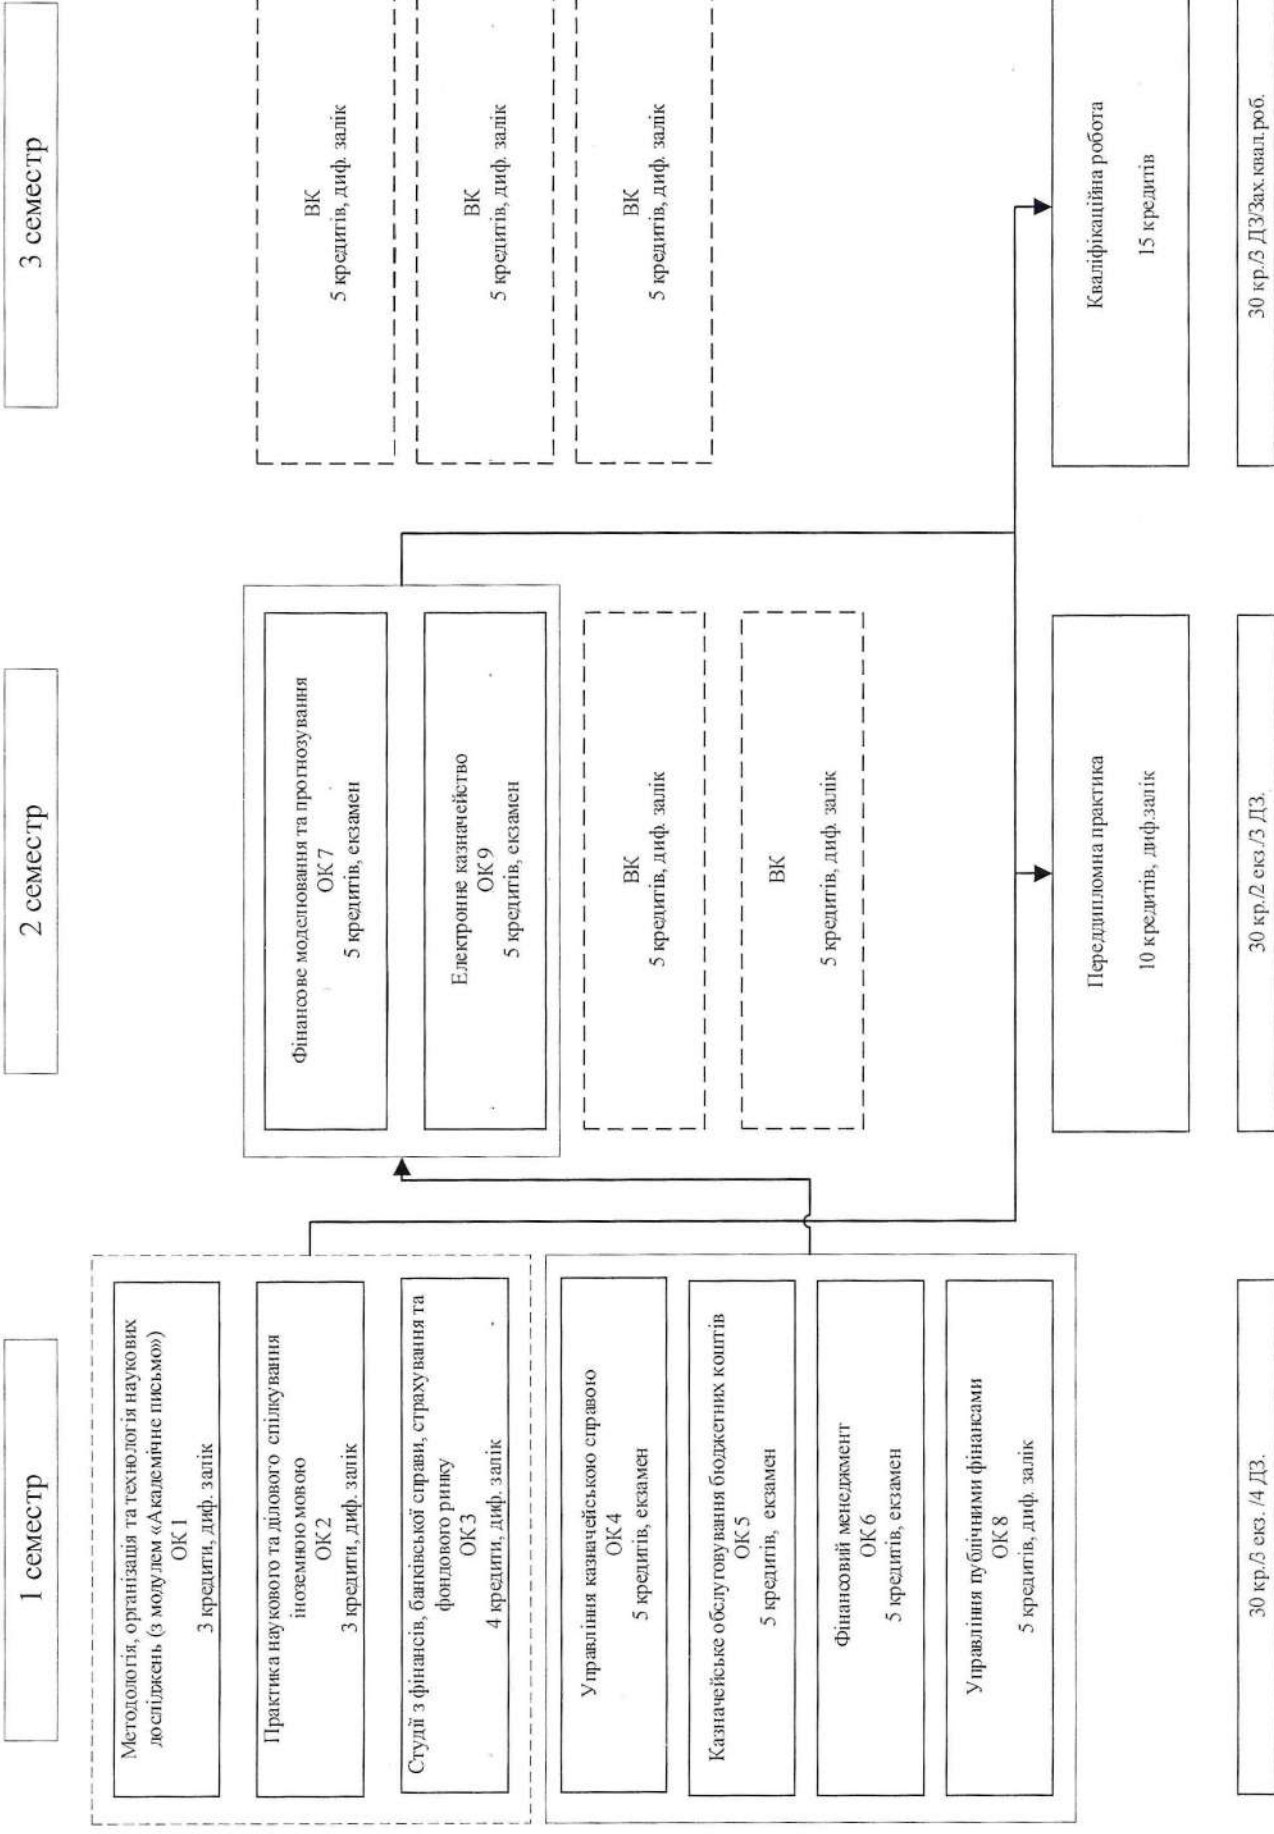 1 семестр
Методологія, організація та технологія наукових
досліджень (з модулем «Академічне письмо»)
ОК 1
3 кредити, диф. залік
Практика наукового та ділового спілкування
іноземною мовою
ОК 2
3 кредити, диф. залік
Студії з фінансів, банківської справи, страхування та
фондового ринку
ОК 3
4 кредити, диф. залік
Управління казначейською справою
ОК 4
5 кредитів, екзамен
Казначейське обслуговування бюджетних коштів
ОК 5
5 кредитів, екзамен
Фінансовий менеджмент
ОК 6
5 кредитів, екзамен
Управління публічними фінансами
ОК 8
5 кредитів, диф. залік
30 кр./3 екз. /4 ДЗ.
2 семестр
Фінансове моделювання та прогнозування
ОК 7
5 кредитів, екзамен
Електронне казначейство
ОК 9
5 кредитів, екзамен
ВК
5 кредитів, диф. залік
ВК
5 кредитів, диф. залік
Переддипломна практика
10 кредитів, диф.залік
30 кр./2 екз./3 ДЗ.
3 семестр
ВК
5 кредитів, диф. залік
ВК
5 кредитів, диф. залік
ВК
5 кредитів, диф. залік
Кваліфікаційна робота
15 кредитів
30 кр./3 ДЗ/Зах.квал.роб.